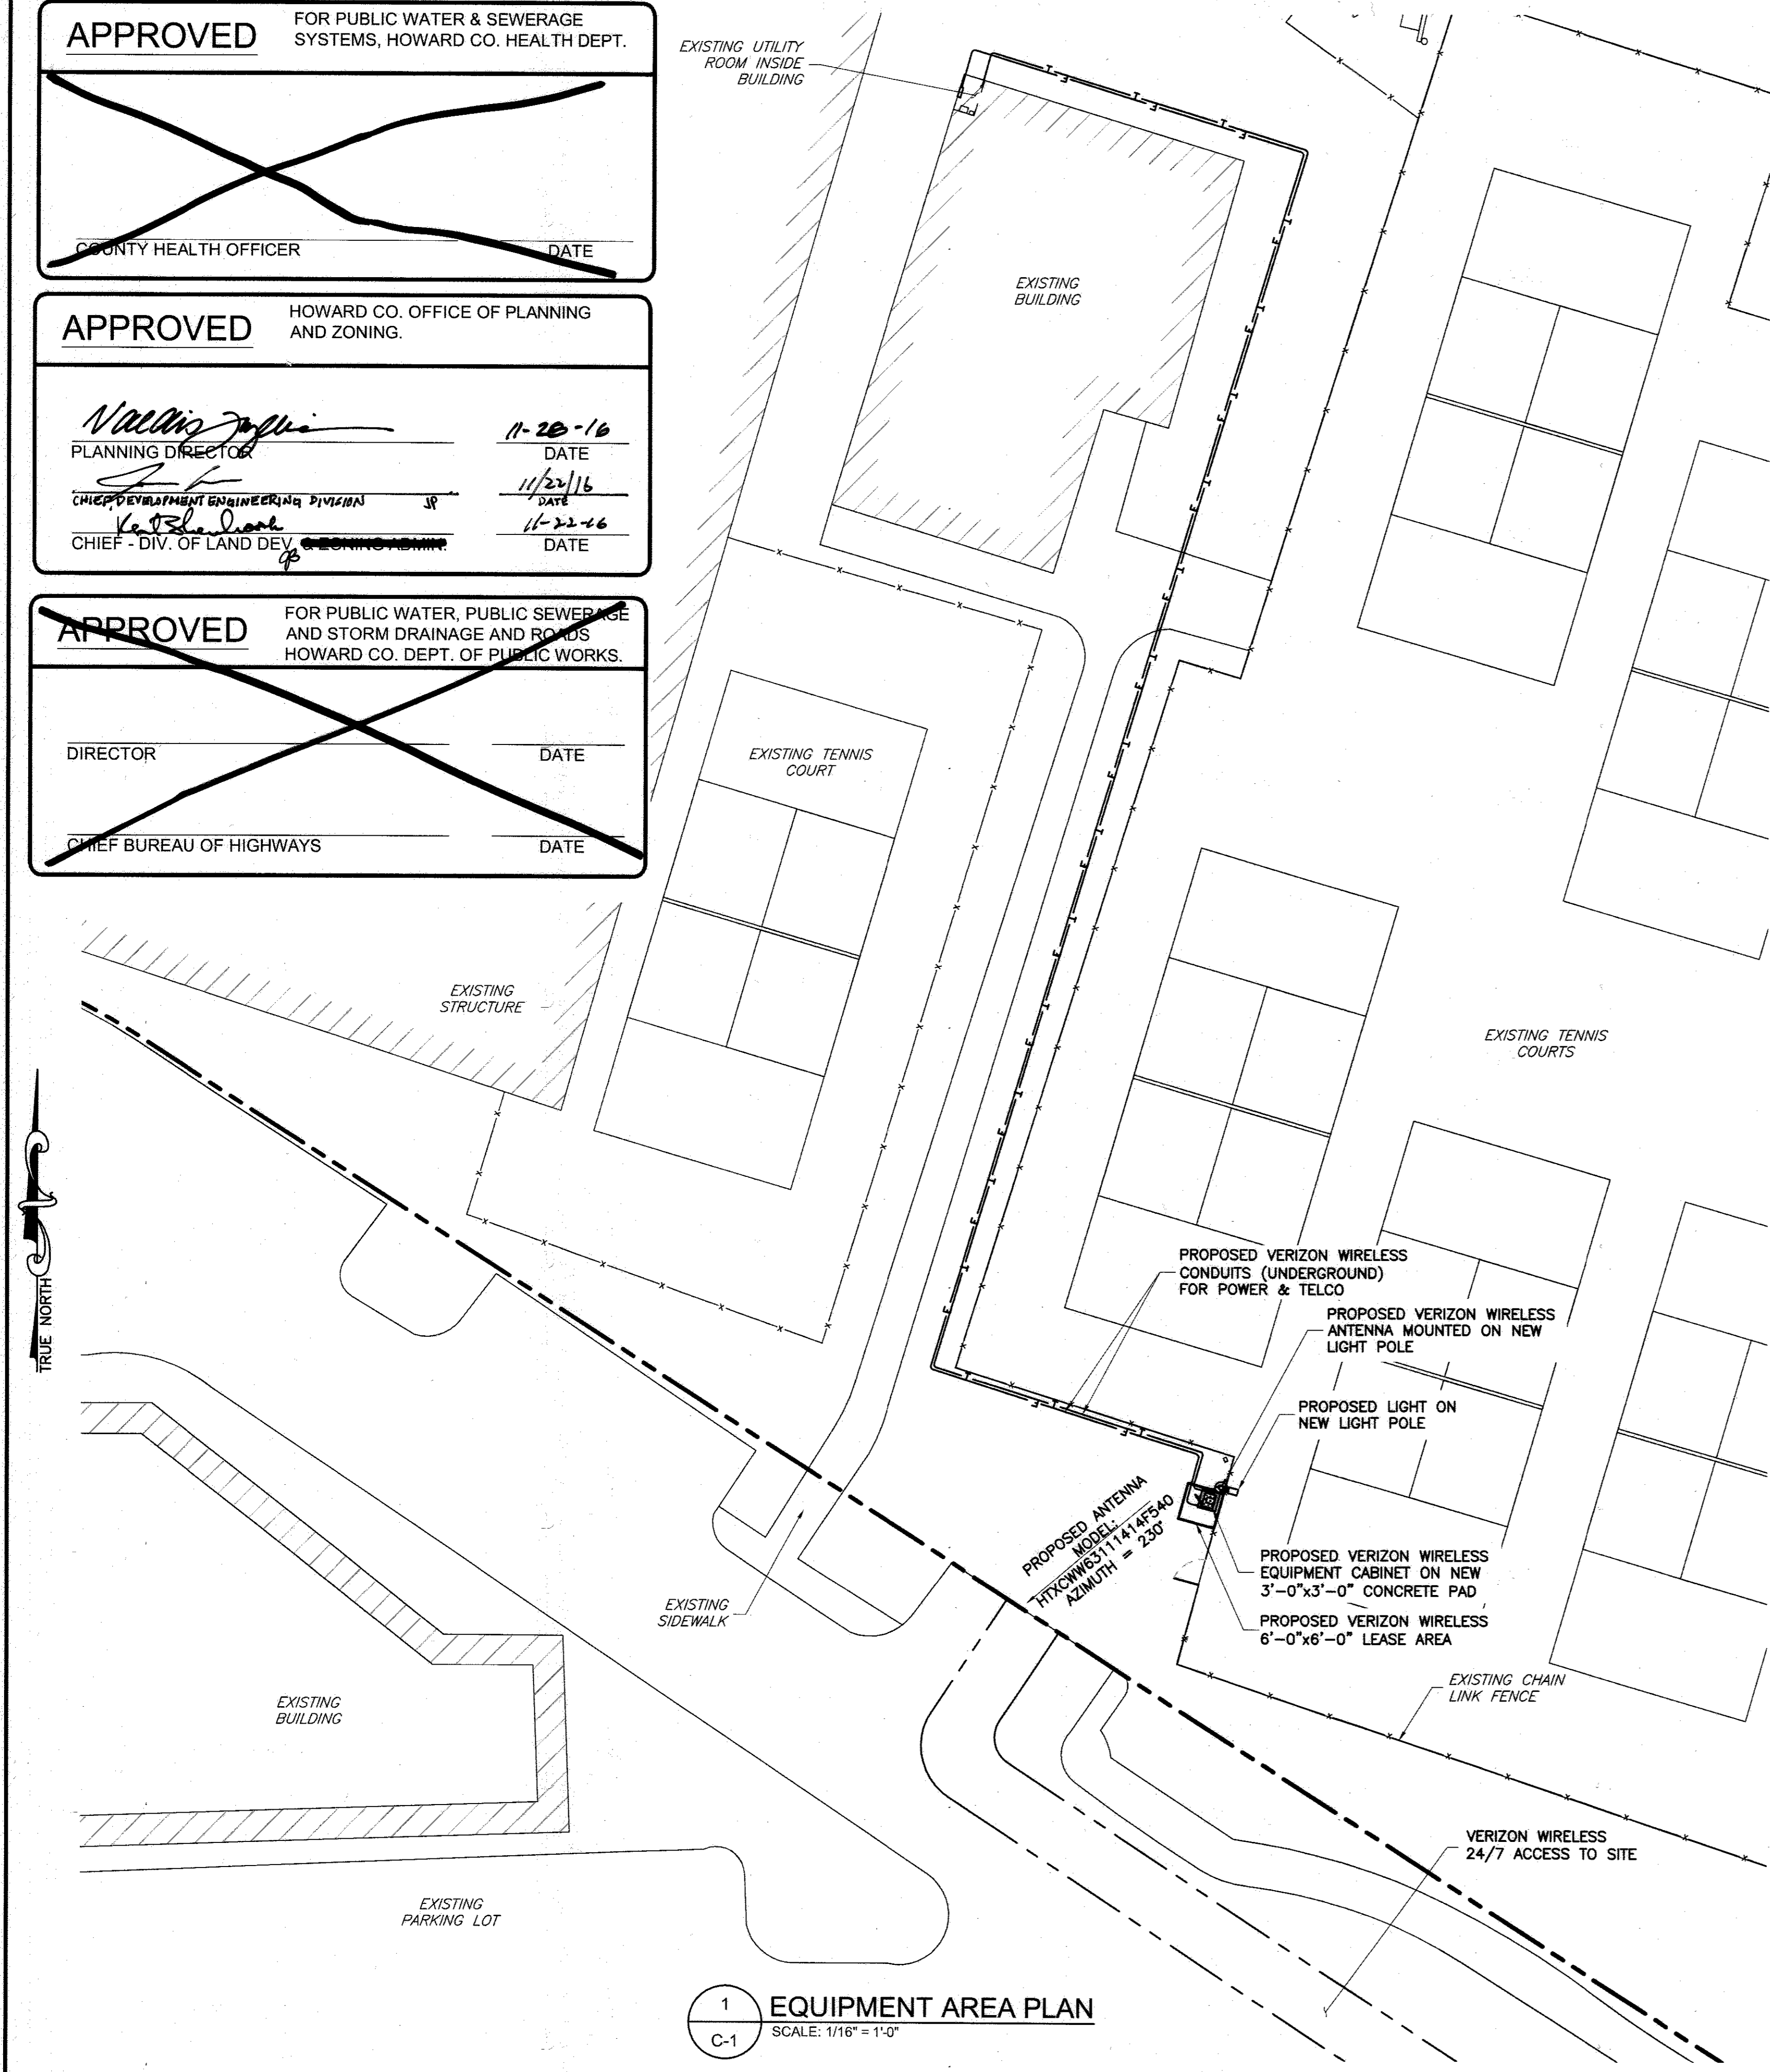 APPROVED
FOR PUBLIC WATER & SEWERAGE
SYSTEMS, HOWARD CO. HEALTH DEPT.
COUNTY HEALTH OFFICER
DATE
APPROVED
HOWARD CO. OFFICE OF PLANNING
AND ZONING.
11-28-16
PLANNING DIRECTOR
DATE
11/22/16
CHIEF, DEVELOPMENT ENGINEERING DIVISION JP
DATE
11-22-16
CHIEF - DIV. OF LAND DEV. & ZONING ADMIN.
DATE
APPROVED
FOR PUBLIC WATER, PUBLIC SEWERAGE
AND STORM DRAINAGE AND ROADS
HOWARD CO. DEPT. OF PUBLIC WORKS.
DIRECTOR
DATE
CHIEF BUREAU OF HIGHWAYS
DATE
EXISTING UTILITY
ROOM INSIDE
BUILDING
EXISTING
BUILDING
EXISTING TENNIS
COURT
EXISTING
STRUCTURE
EXISTING TENNIS
COURTS
TRUE NORTH
PROPOSED VERIZON WIRELESS
CONDUITS (UNDERGROUND)
FOR POWER & TELCO
PROPOSED VERIZON WIRELESS
ANTENNA MOUNTED ON NEW
LIGHT POLE
PROPOSED LIGHT ON
NEW LIGHT POLE
PROPOSED ANTENNA
MODEL:
HTXCWW63111414F540
AZIMUTH = 230°
PROPOSED VERIZON WIRELESS
EQUIPMENT CABINET ON NEW
3'-0"x3'-0" CONCRETE PAD
PROPOSED VERIZON WIRELESS
6'-0"x6'-0" LEASE AREA
EXISTING
SIDEWALK
EXISTING CHAIN
LINK FENCE
EXISTING
BUILDING
VERIZON WIRELESS
24/7 ACCESS TO SITE
EXISTING
PARKING LOT
1
C-1
EQUIPMENT AREA PLAN
SCALE: 1/16" = 1'-0"